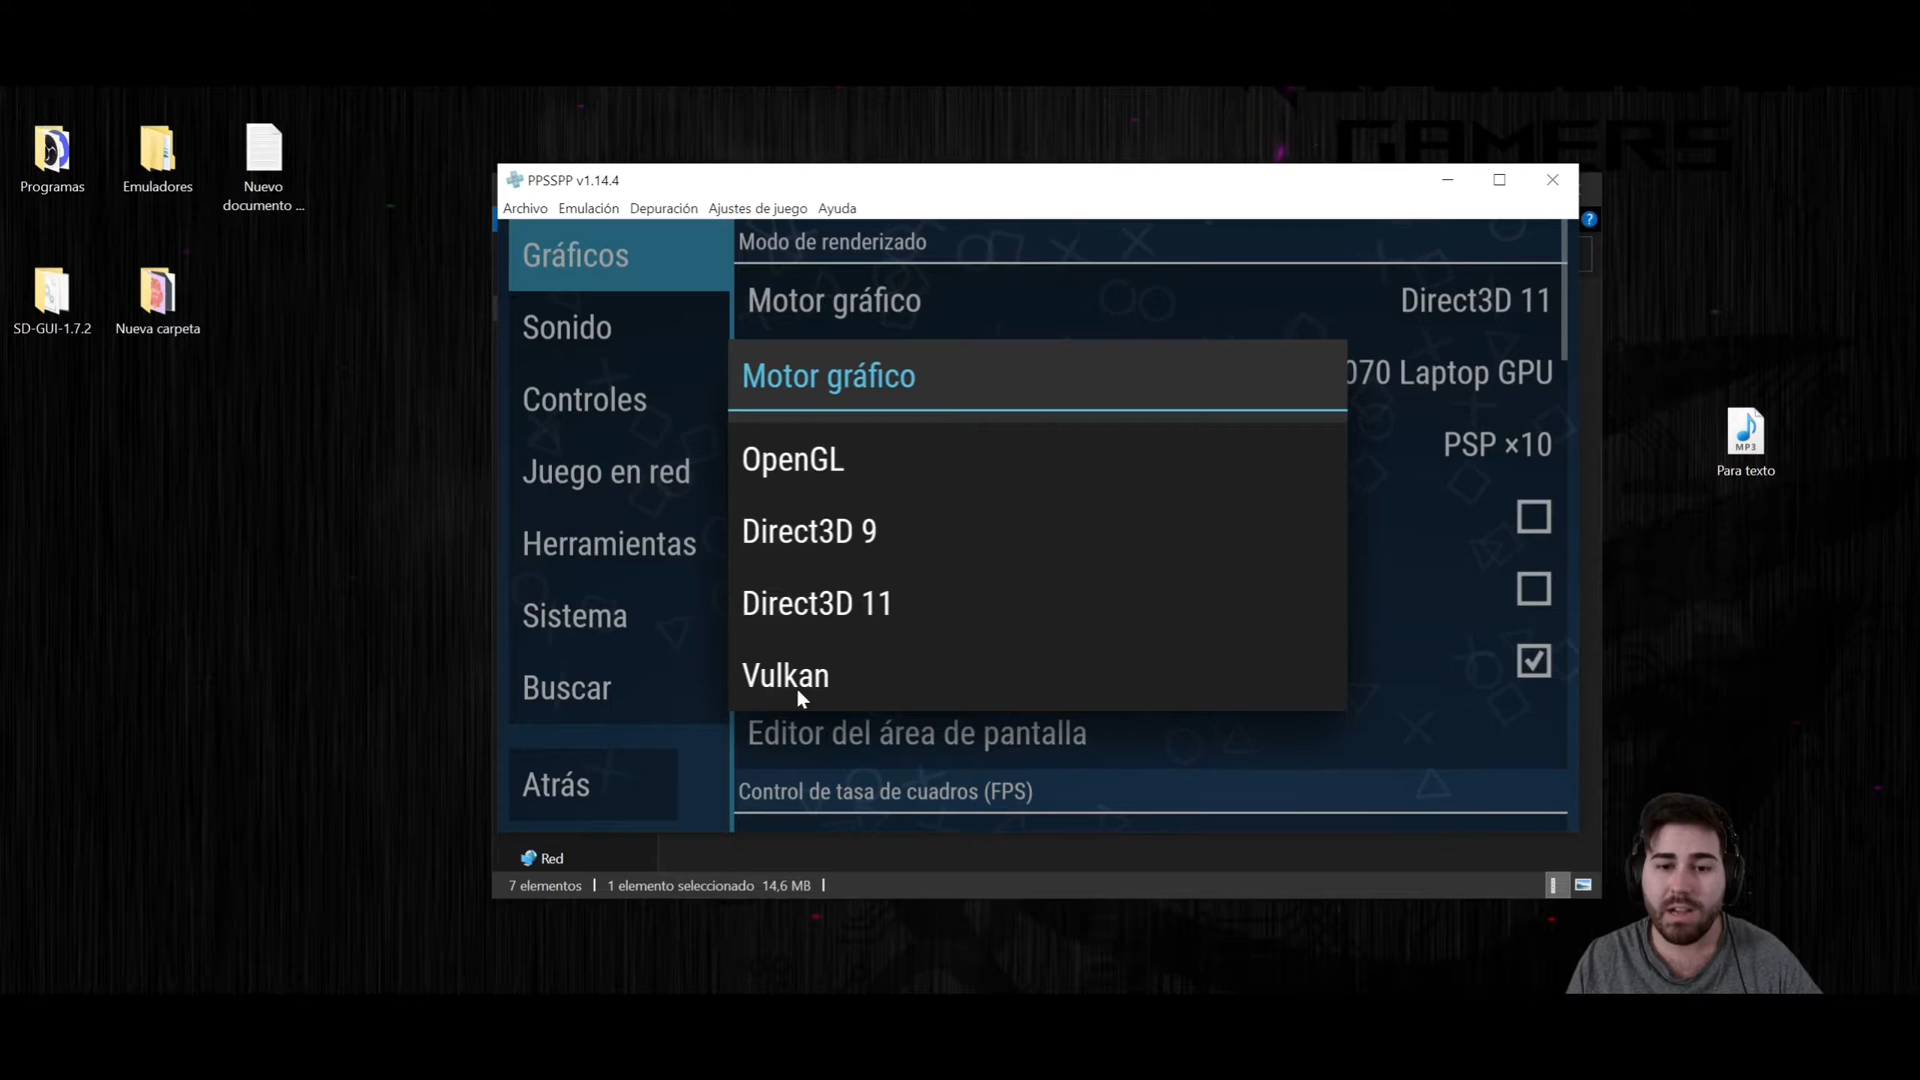 GAMERS
Programas
Emuladores
Nuevo
documento ...
SD-GUI-1.7.2
Nueva carpeta
MP3
Para texto
PPSSPP v1.14.4
Archivo Emulación Depuración Ajustes de juego Ayuda
Gráficos
Sonido
Controles
Juego en red
Herramientas
Sistema
Buscar
Atrás
Modo de renderizado
Motor gráfico Direct3D 11
070 Laptop GPU
PSP ×10
Motor gráfico
OpenGL
Direct3D 9
Direct3D 11
Vulkan
Editor del área de pantalla
Control de tasa de cuadros (FPS)
Red
7 elementos 1 elemento seleccionado 14,6 MB